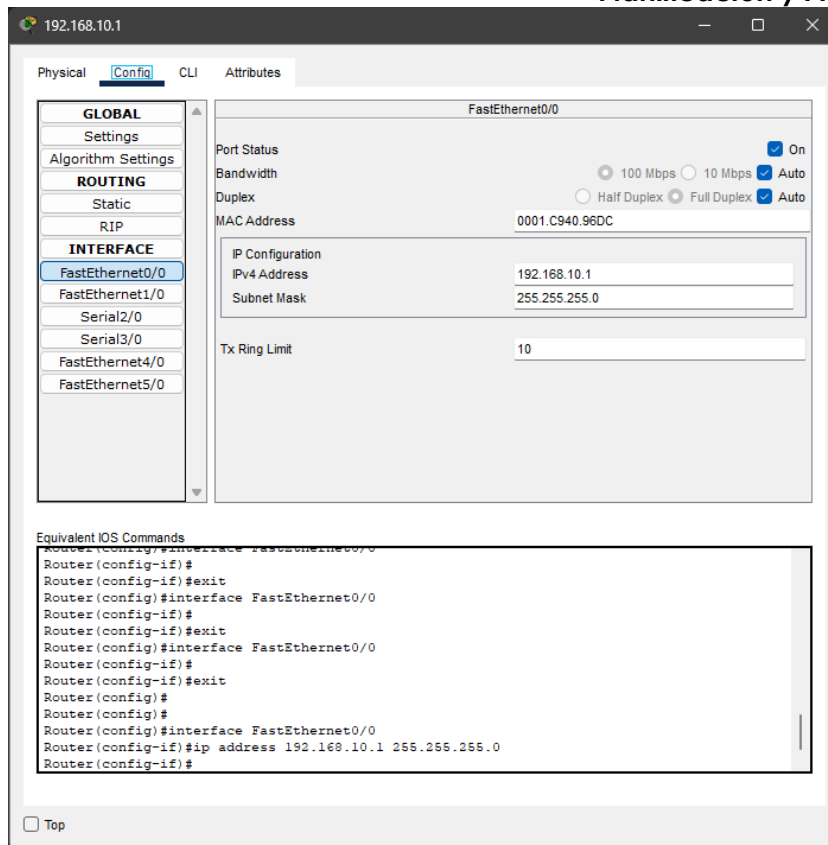 192.168.10.1
Physical Config CLI Attributes
GLOBAL
Settings
Algorithm Settings
ROUTING
Static
RIP
INTERFACE
FastEthernet0/0
FastEthernet1/0
Serial2/0
Serial3/0
FastEthernet4/0
FastEthernet5/0
FastEthernet0/0
Port Status On
Bandwidth 100 Mbps 10 Mbps Auto
Duplex Half Duplex Full Duplex Auto
MAC Address 0001.C940.96DC
IP Configuration
IPv4 Address 192.168.10.1
Subnet Mask 255.255.255.0
Tx Ring Limit 10
Equivalent IOS Commands
Router(config)#interface FastEthernet0/0
Router(config-if)#
Router(config-if)#exit
Router(config)#interface FastEthernet0/0
Router(config-if)#
Router(config-if)#exit
Router(config)#interface FastEthernet0/0
Router(config-if)#
Router(config-if)#exit
Router(config)#
Router(config)#
Router(config)#interface FastEthernet0/0
Router(config-if)#ip address 192.168.10.1 255.255.255.0
Router(config-if)#
Top